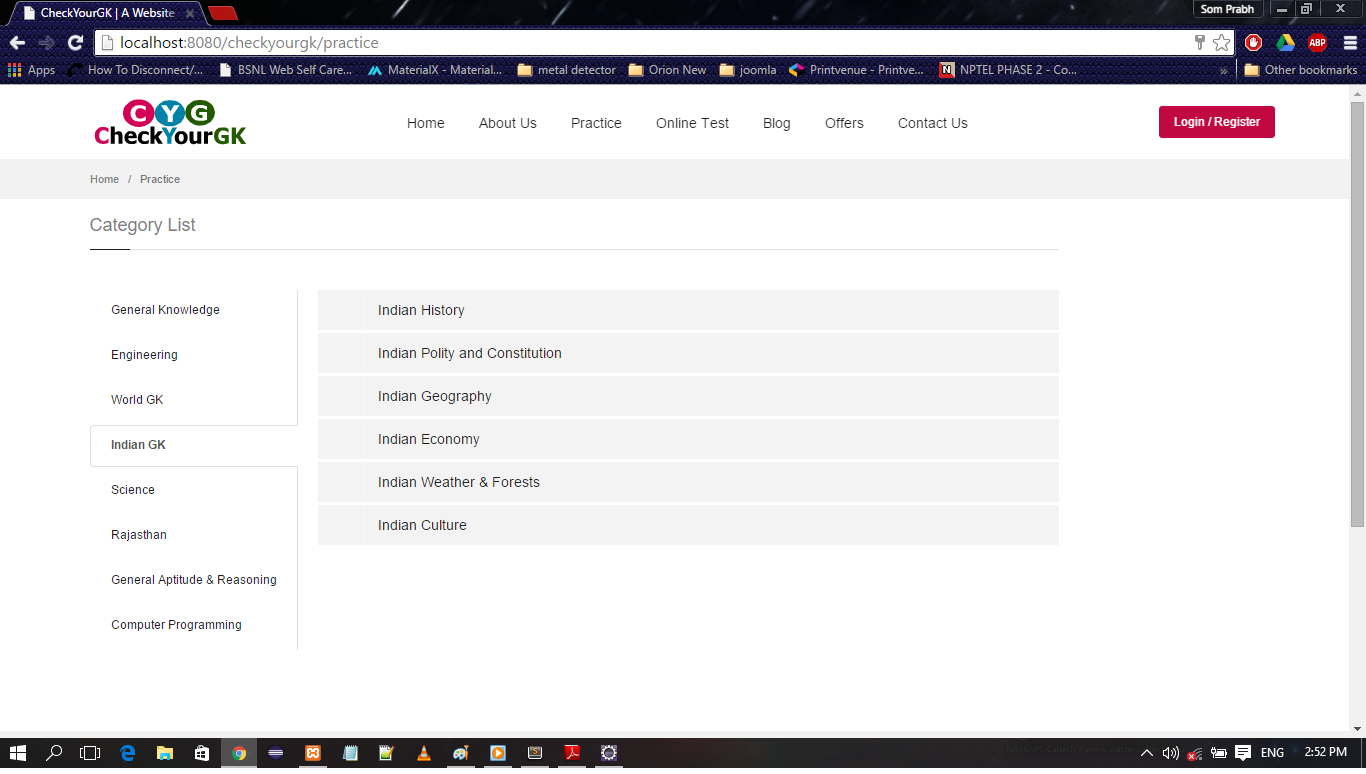 CheckYourGK | A Website
Som Prabh
localhost:8080/checkyourgk/practice
ABP
Apps How To Disconnect/... BSNL Web Self Care... MaterialX - Material... metal detector Orion New joomla Printvenue - Printve... N NPTEL PHASE 2 - Co... » Other bookmarks
CYG
CheckYourGK
Home About Us Practice Online Test Blog Offers Contact Us Login / Register
Home / Practice
Category List
General Knowledge
Engineering
World GK
Indian GK
Science
Rajasthan
General Aptitude & Reasoning
Computer Programming
Indian History
Indian Polity and Constitution
Indian Geography
Indian Economy
Indian Weather & Forests
Indian Culture
ENG 2:52 PM